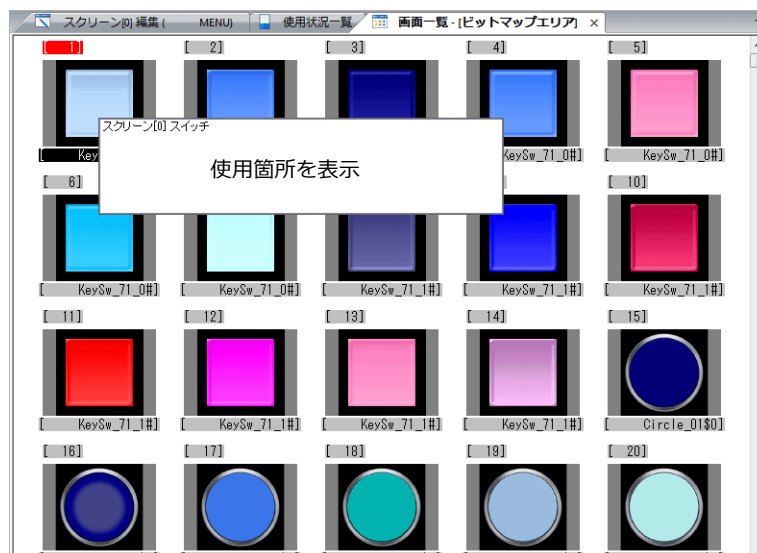 スクリーン[0] 編集 ( MENU) 使用状況一覧 画面一覧 - [ビットマップエリア] ×
[ 1] [ 2] [ 3] [ 4] [ 5]
スクリーン[0] スイッチ
使用箇所を表示
[ Key KeySw_71_0#] [ KeySw_71_0#]
[ 6] [ 10]
[ KeySw_71_0#] [ KeySw_71_0#] [ KeySw_71_1#] [ KeySw_71_1#] [ KeySw_71_1#]
[ 11] [ 12] [ 13] [ 14] [ 15]
[ KeySw_71_1#] [ KeySw_71_1#] [ KeySw_71_1#] [ KeySw_71_1#] [ Circle_01$0]
[ 16] [ 17] [ 18] [ 19] [ 20]